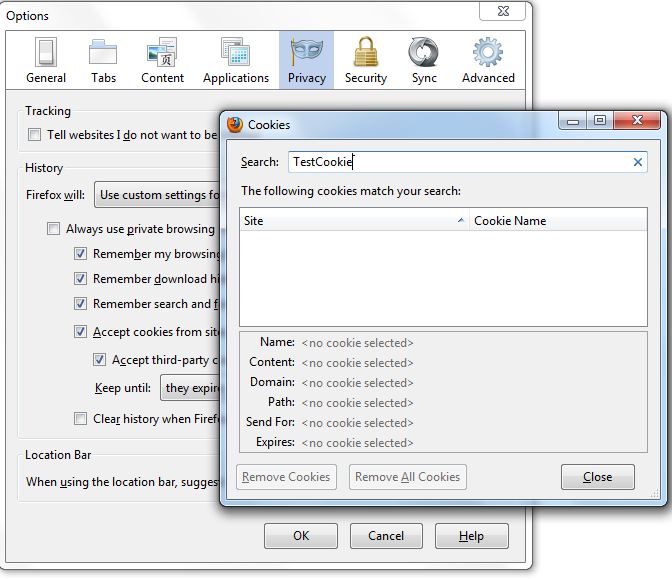 Options
General Tabs Content Applications Privacy Security Sync Advanced
Tracking
Tell websites I do not want to be
History
Firefox will: Use custom settings fo
Always use private browsing
Remember my browsing
Remember download hi
Remember search and f
Accept cookies from site
Accept third-party c
Keep until: they expire
Clear history when Firefo
Location Bar
When using the location bar, sugges
OK Cancel Help
Cookies
Search: TestCookie
The following cookies match your search:
Site Cookie Name
Name: <no cookie selected>
Content: <no cookie selected>
Domain: <no cookie selected>
Path: <no cookie selected>
Send For: <no cookie selected>
Expires: <no cookie selected>
Remove Cookies Remove All Cookies Close